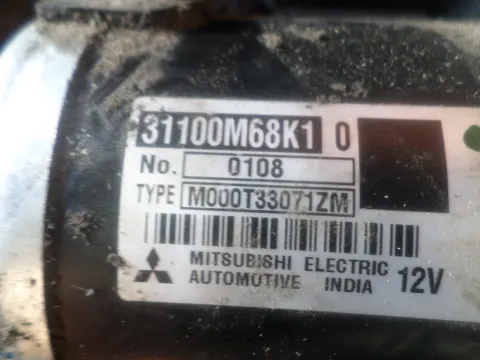 31100M68K1 0
No. 0108
TYPE M000T33071ZM
MITSUBISHI ELECTRIC
AUTOMOTIVE INDIA 12V